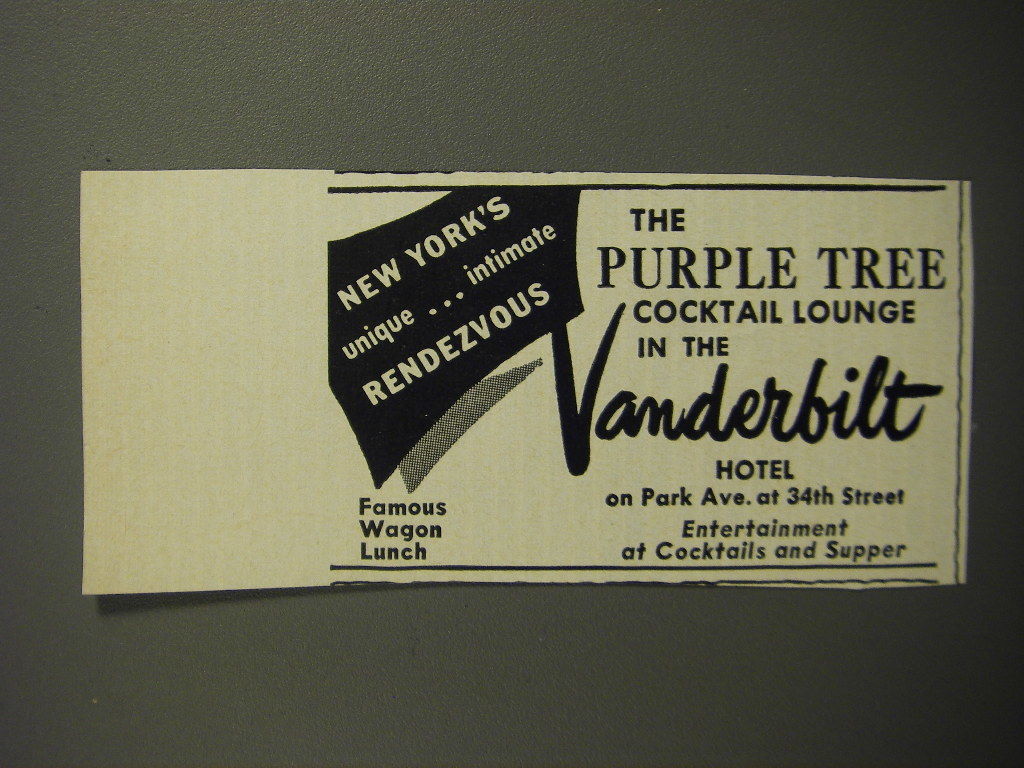 NEW YORK'S
unique ... intimate
RENDEZVOUS
Famous
Wagon
Lunch
THE
PURPLE TREE
COCKTAIL LOUNGE
IN THE
Vanderbilt
HOTEL
on Park Ave. at 34th Street
Entertainment
at Cocktails and Supper